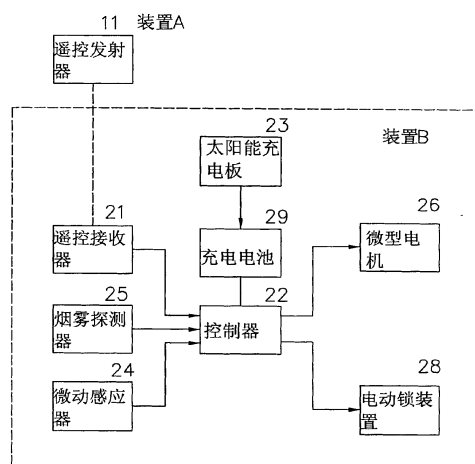 11 装置A
遥控发射
器
装置B
23
太阳能充
电板
21
遥控接收
器
29
充电电池
26
微型电
机
25
烟雾探测
器
22
控制器
24
微动感应
器
28
电动锁装
置